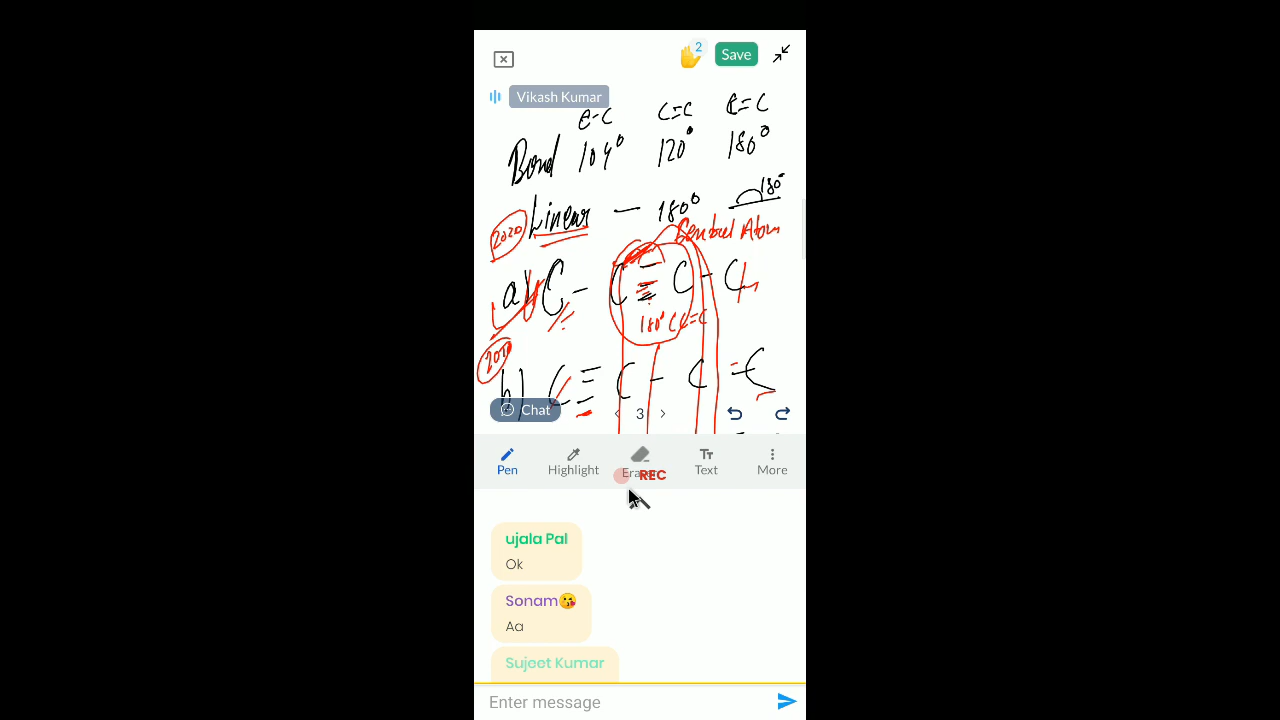 2
Save
Vikash Kumar
C-C C=C C≡C
Bond 104° 120° 180°
Linear — 180° 180°
2020
Central Atom
a) C - C ≡ C - C
180° C≡C
b) C ≡ C - C = C
Chat
3
Pen Highlight Eraser Text More
REC
ujala Pal
Ok
Sonam😘
Aa
Sujeet Kumar
Enter message